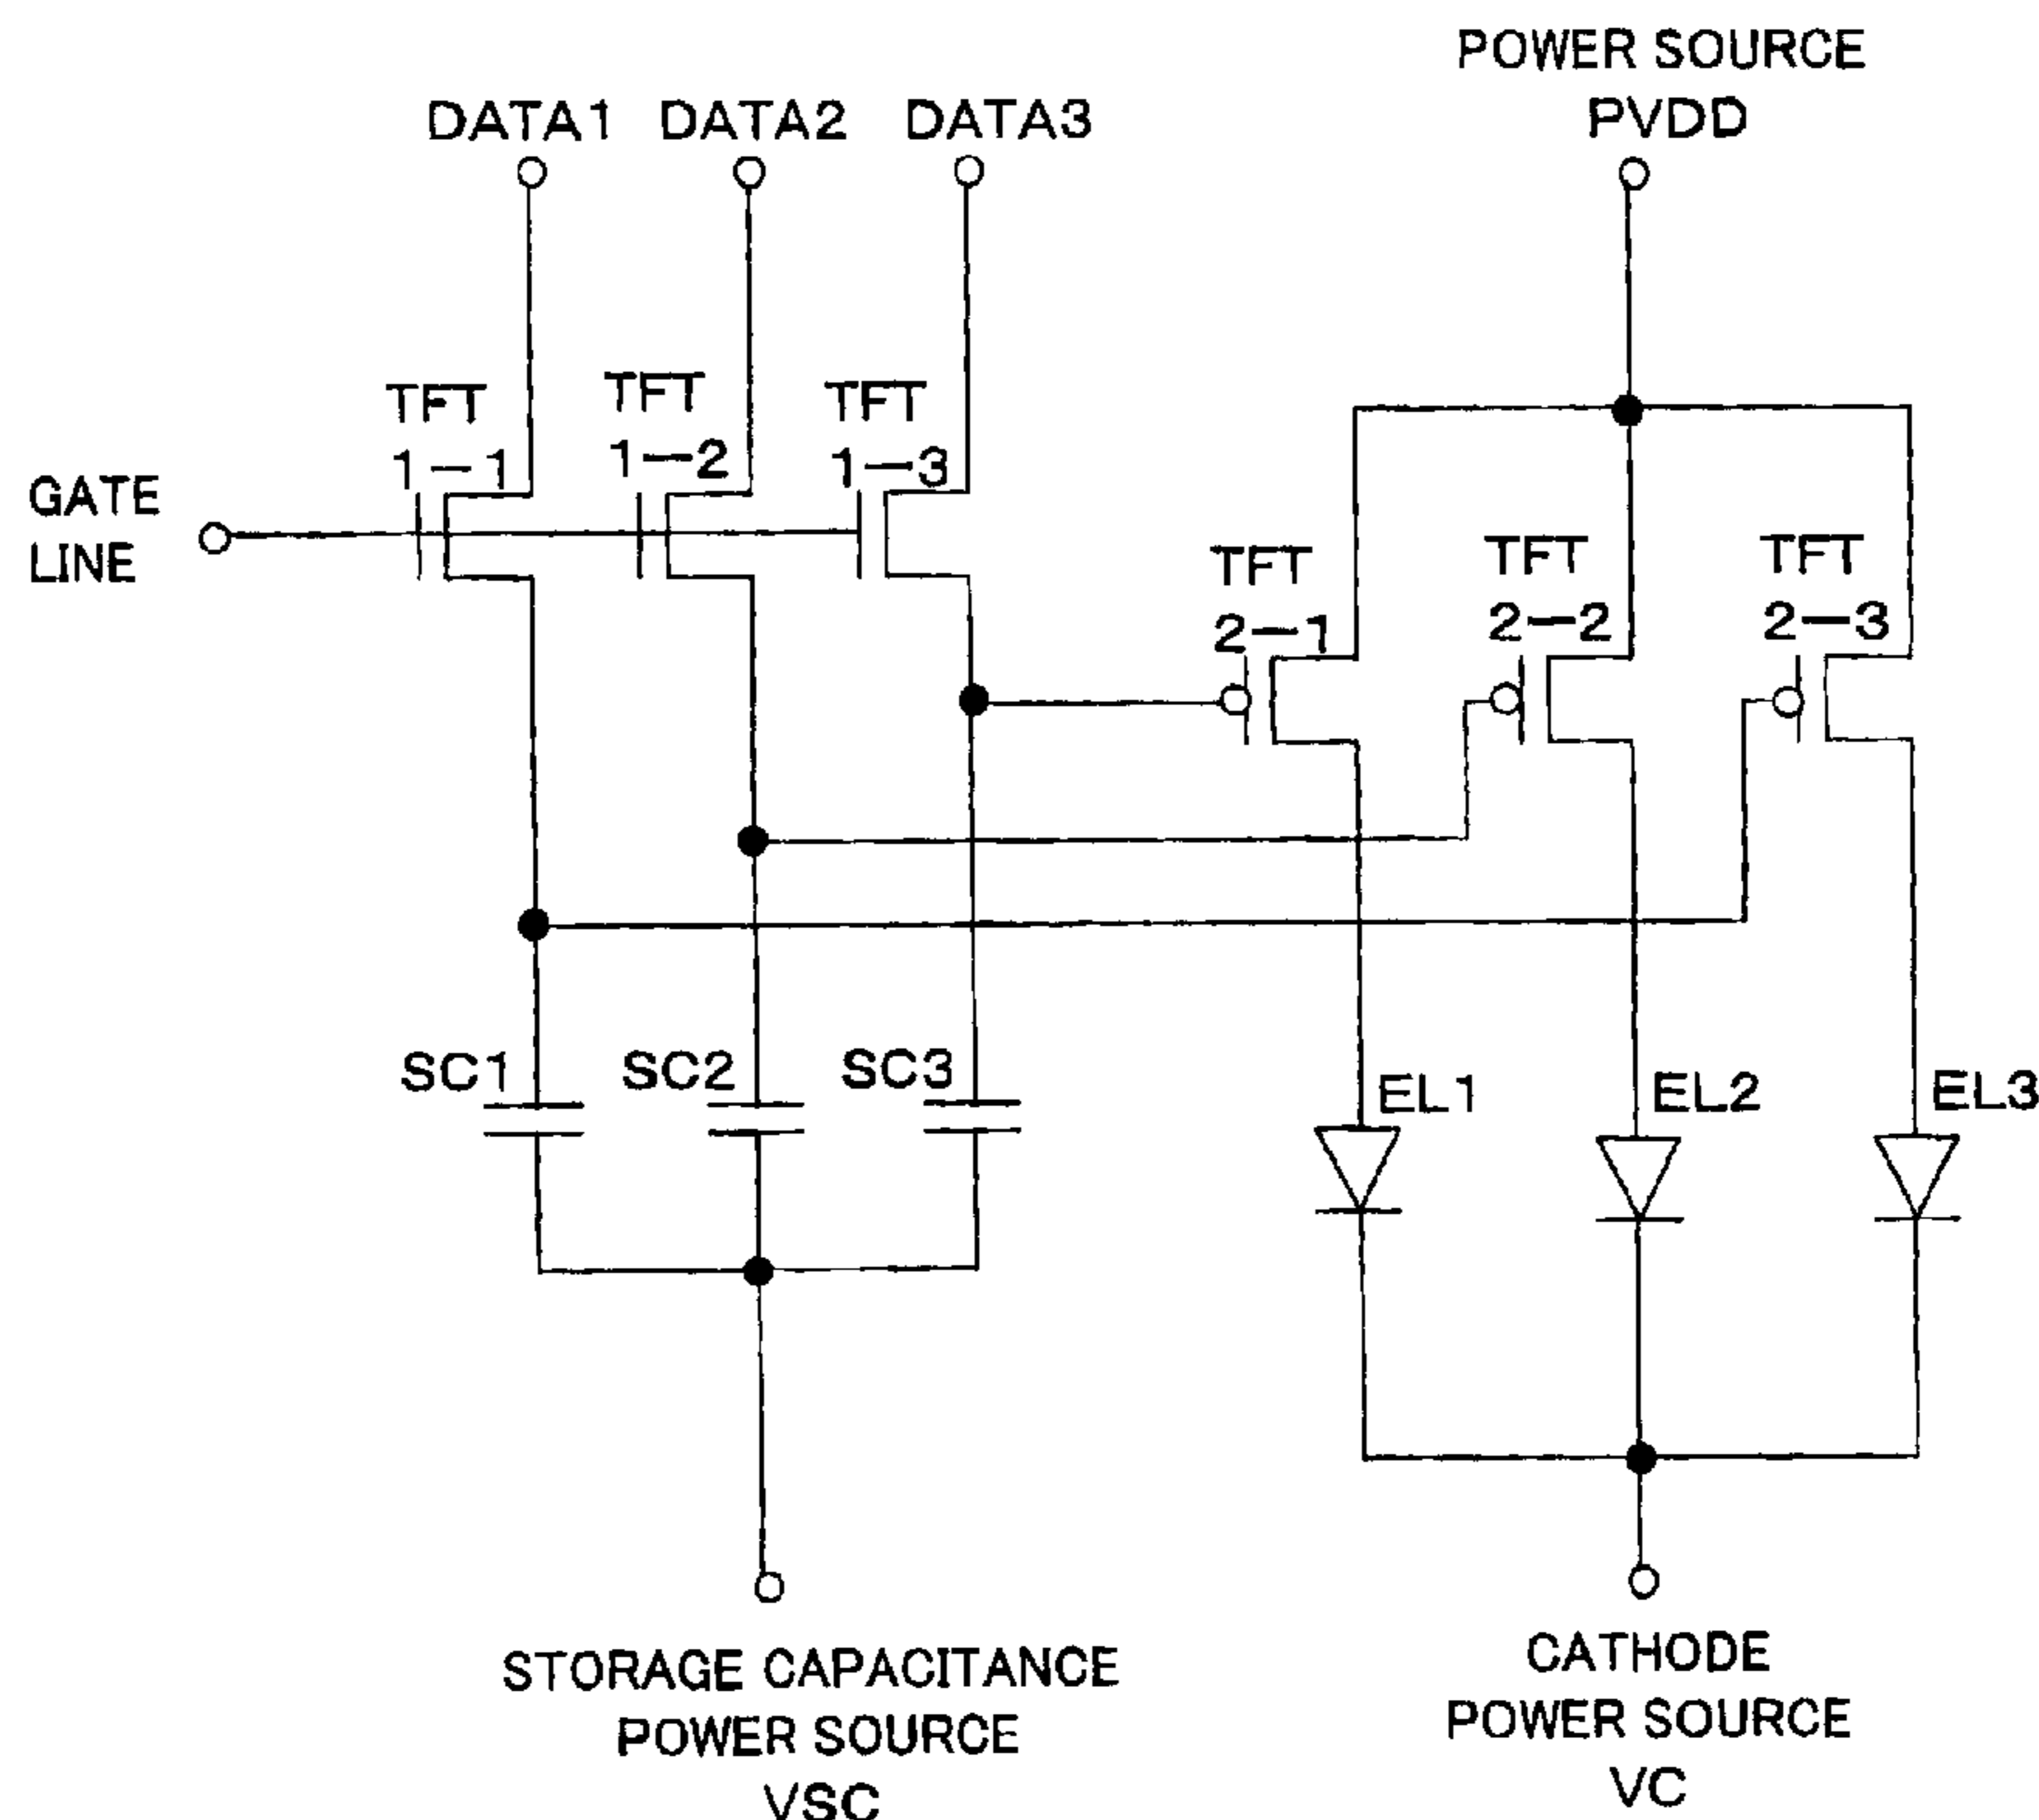 POWER SOURCE
PVDD
DATA1 DATA2 DATA3
TFT
1-1
TFT
1-2
TFT
1-3
GATE
LINE
TFT
2-1
TFT
2-2
TFT
2-3
SC1 SC2 SC3
EL1 EL2 EL3
STORAGE CAPACITANCE
POWER SOURCE
VSC
CATHODE
POWER SOURCE
VC